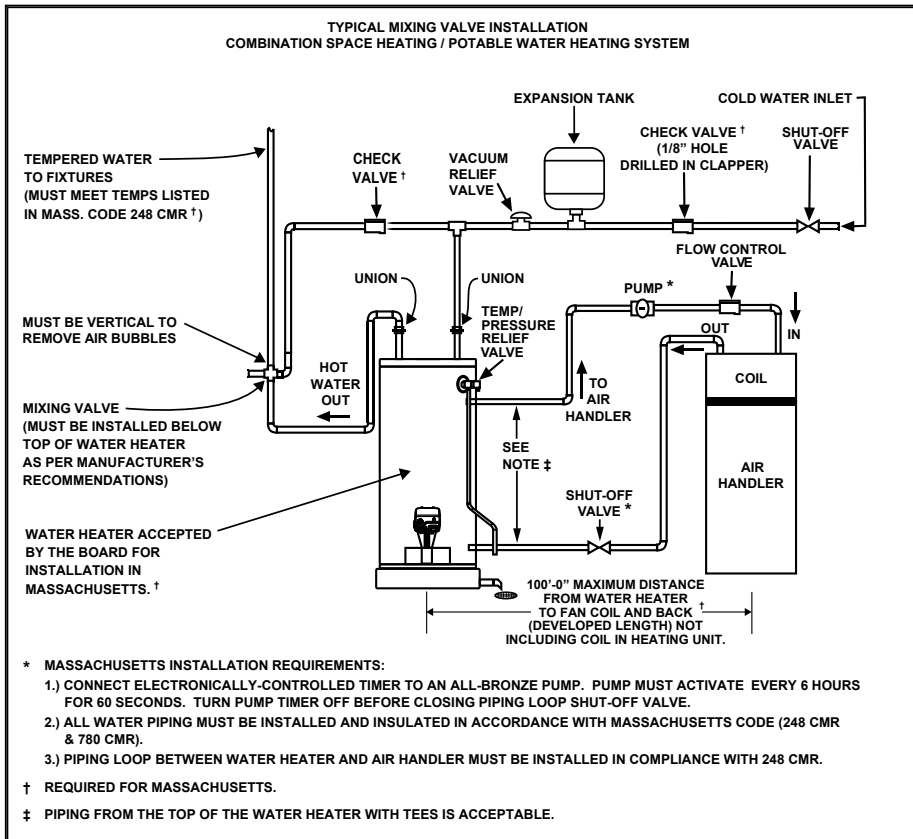 TYPICAL MIXING VALVE INSTALLATION
COMBINATION SPACE HEATING / POTABLE WATER HEATING SYSTEM
EXPANSION TANK
COLD WATER INLET
TEMPERED WATER
TO FIXTURES
(MUST MEET TEMPS LISTED
IN MASS. CODE 248 CMR †)
CHECK
VALVE †
VACUUM
RELIEF
VALVE
CHECK VALVE †
(1/8” HOLE
DRILLED IN CLAPPER)
SHUT-OFF
VALVE
FLOW CONTROL
VALVE
UNION
UNION
PUMP *
TEMP/
PRESSURE
RELIEF
VALVE
OUT
IN
MUST BE VERTICAL TO
REMOVE AIR BUBBLES
HOT
WATER
OUT
TO
AIR
HANDLER
COIL
MIXING VALVE
(MUST BE INSTALLED BELOW
TOP OF WATER HEATER
AS PER MANUFACTURER’S
RECOMMENDATIONS)
SEE
NOTE ‡
AIR
HANDLER
SHUT-OFF
VALVE *
WATER HEATER ACCEPTED
BY THE BOARD FOR
INSTALLATION IN
MASSACHUSETTS. †
100’-0” MAXIMUM DISTANCE
FROM WATER HEATER
TO FAN COIL AND BACK †
(DEVELOPED LENGTH) NOT
INCLUDING COIL IN HEATING UNIT.
* MASSACHUSETTS INSTALLATION REQUIREMENTS:
1.) CONNECT ELECTRONICALLY-CONTROLLED TIMER TO AN ALL-BRONZE PUMP. PUMP MUST ACTIVATE EVERY 6 HOURS
FOR 60 SECONDS. TURN PUMP TIMER OFF BEFORE CLOSING PIPING LOOP SHUT-OFF VALVE.
2.) ALL WATER PIPING MUST BE INSTALLED AND INSULATED IN ACCORDANCE WITH MASSACHUSETTS CODE (248 CMR
& 780 CMR).
3.) PIPING LOOP BETWEEN WATER HEATER AND AIR HANDLER MUST BE INSTALLED IN COMPLIANCE WITH 248 CMR.
† REQUIRED FOR MASSACHUSETTS.
‡ PIPING FROM THE TOP OF THE WATER HEATER WITH TEES IS ACCEPTABLE.